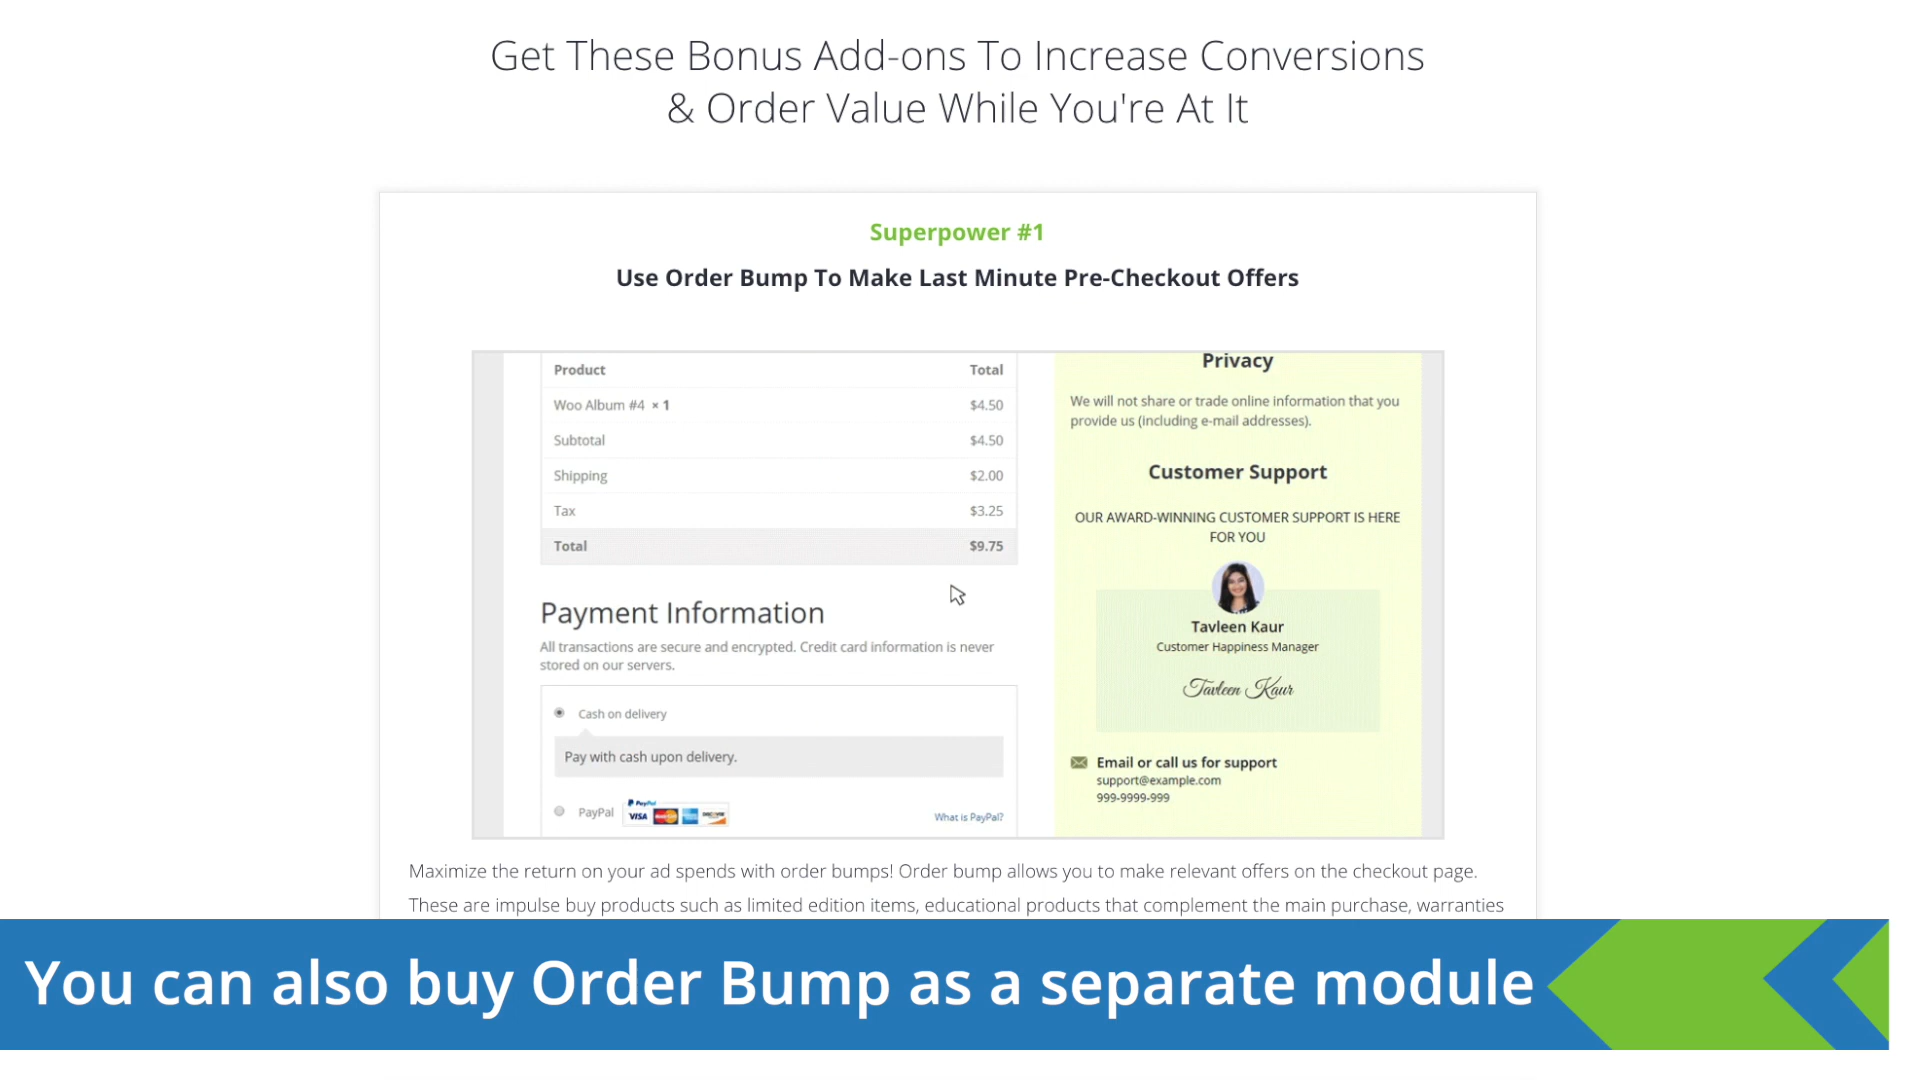 Get These Bonus Add-ons To Increase Conversions
& Order Value While You're At It
Superpower #1
Use Order Bump To Make Last Minute Pre-Checkout Offers
Product Total
Woo Album #4 × 1 $4.50
Subtotal $4.50
Shipping $2.00
Tax $3.25
Total $9.75
Payment Information
All transactions are secure and encrypted. Credit card information is never
stored on our servers.
Cash on delivery
Pay with cash upon delivery.
PayPal PayPal VISA MasterCard DISCOVER What is PayPal?
Privacy
We will not share or trade online information that you
provide us (including e-mail addresses).
Customer Support
OUR AWARD-WINNING CUSTOMER SUPPORT IS HERE
FOR YOU
Tavleen Kaur
Customer Happiness Manager
Tavleen Kaur
Email or call us for support
support@example.com
999-9999-999
Maximize the return on your ad spends with order bumps! Order bump allows you to make relevant offers on the checkout page.
These are impulse buy products such as limited edition items, educational products that complement the main purchase, warranties
You can also buy Order Bump as a separate module